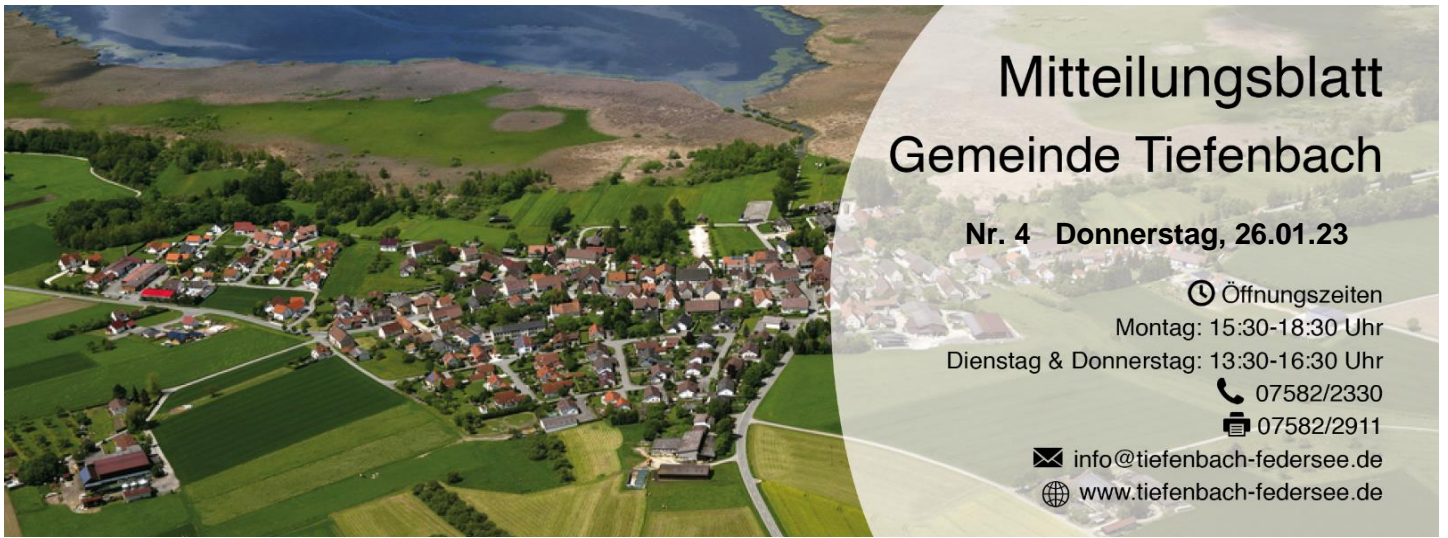 Mitteilungsblatt
Gemeinde Tiefenbach
Nr. 4 Donnerstag, 26.01.23
Öffnungszeiten
Montag: 15:30-18:30 Uhr
Dienstag & Donnerstag: 13:30-16:30 Uhr
07582/2330
07582/2911
info@tiefenbach-federsee.de
www.tiefenbach-federsee.de